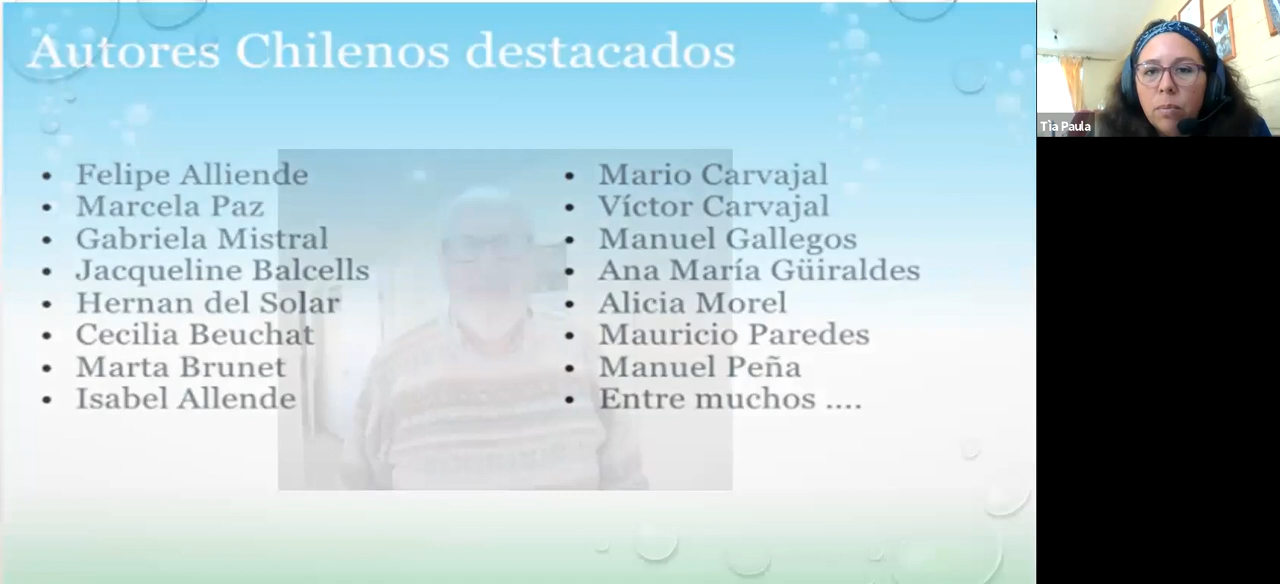 Autores Chilenos destacados
• Felipe Alliende
• Marcela Paz
• Gabriela Mistral
• Jacqueline Balcells
• Hernan del Solar
• Cecilia Beuchat
• Marta Brunet
• Isabel Allende
• Mario Carvajal
• Víctor Carvajal
• Manuel Gallegos
• Ana María Güiraldes
• Alicia Morel
• Mauricio Paredes
• Manuel Peña
• Entre muchos ....
Tìa Paula